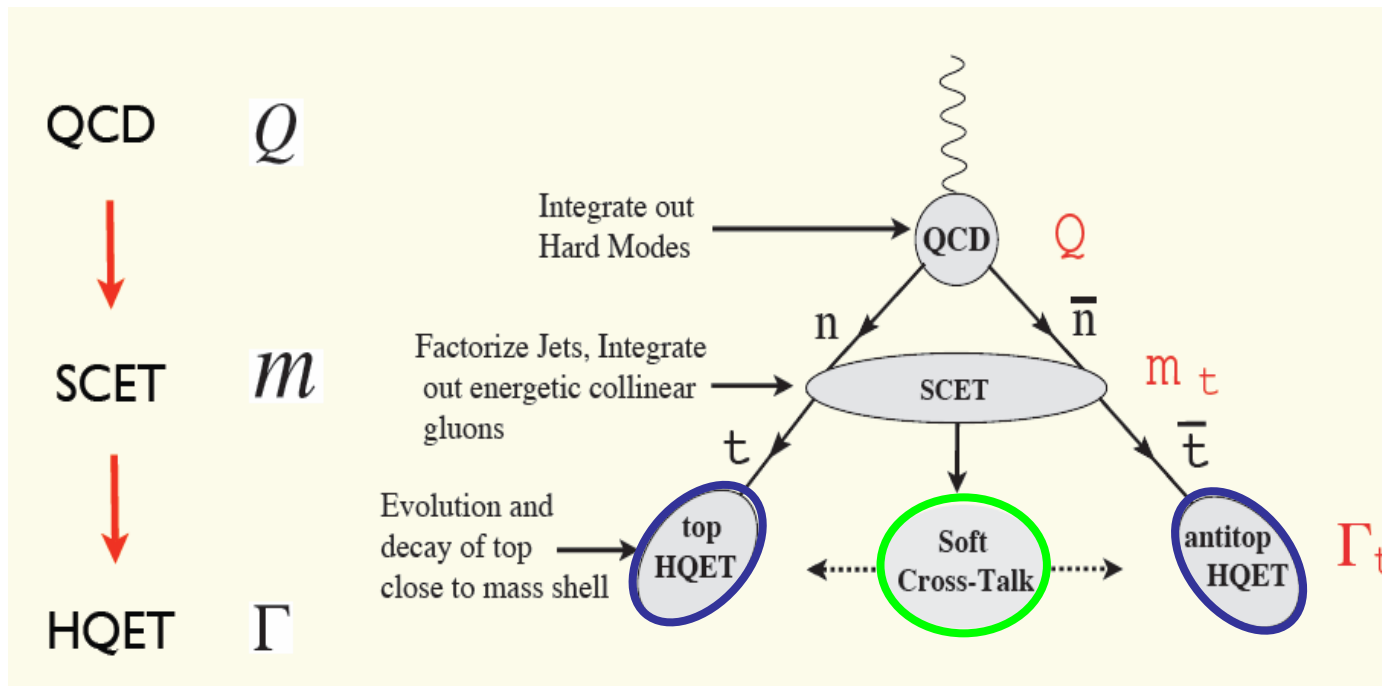 QCD Q
SCET m
HQET Γ
Integrate out
Hard Modes
QCD
Q
n
n̅
Factorize Jets, Integrate
out energetic collinear
gluons
SCET
m t
t
t̅
Evolution and
decay of top
close to mass shell
top
HQET
Soft
Cross-Talk
antitop
HQET
Γt